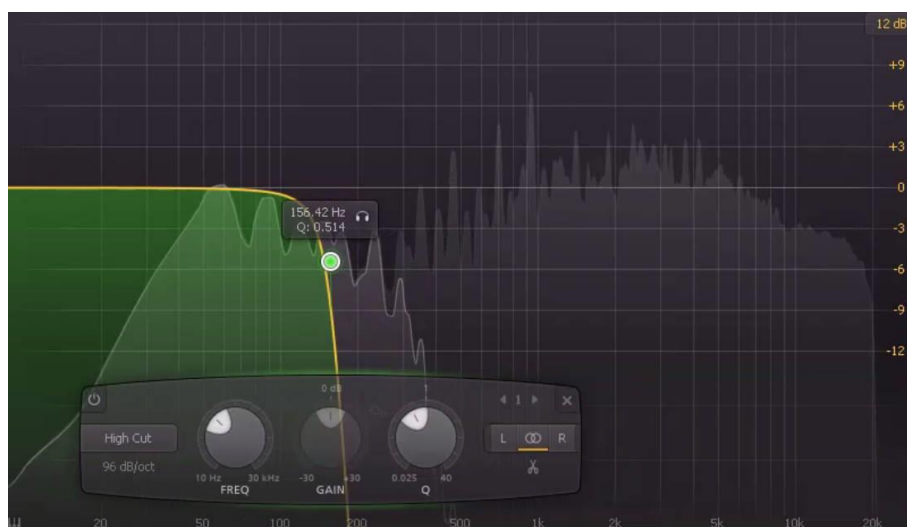 12 dB
+9
+6
+3
0
-3
-6
-9
-12
156.42 Hz
Q: 0.514
0 dB
1
1
High Cut
L
R
96 dB/oct
10 Hz
30 kHz
-30
+30
0.025
40
FREQ
GAIN
Q
20
50
100
200
500
1k
2k
5k
10k
20k